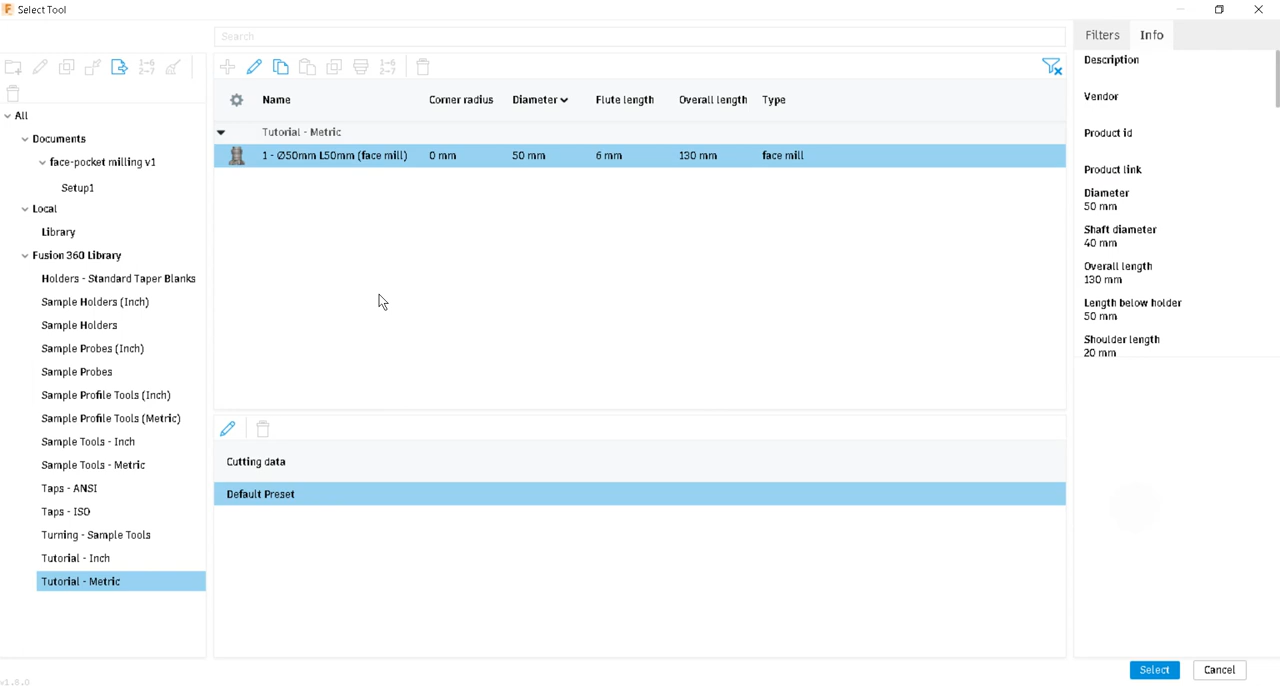 Select Tool
Search
Filters
Info
Name
Corner radius
Diameter
Flute length
Overall length
Type
Tutorial - Metric
1 - Ø50mm L50mm (face mill)
0 mm
50 mm
6 mm
130 mm
face mill
All
Documents
face-pocket milling v1
Setup1
Local
Library
Fusion 360 Library
Holders - Standard Taper Blanks
Sample Holders (Inch)
Sample Holders
Sample Probes (Inch)
Sample Probes
Sample Profile Tools (Inch)
Sample Profile Tools (Metric)
Sample Tools - Inch
Sample Tools - Metric
Taps - ANSI
Taps - ISO
Turning - Sample Tools
Tutorial - Inch
Tutorial - Metric
Cutting data
Default Preset
Description
Vendor
Product id
Product link
Diameter
50 mm
Shaft diameter
40 mm
Overall length
130 mm
Length below holder
50 mm
Shoulder length
20 mm
Select
Cancel
v1.8.0